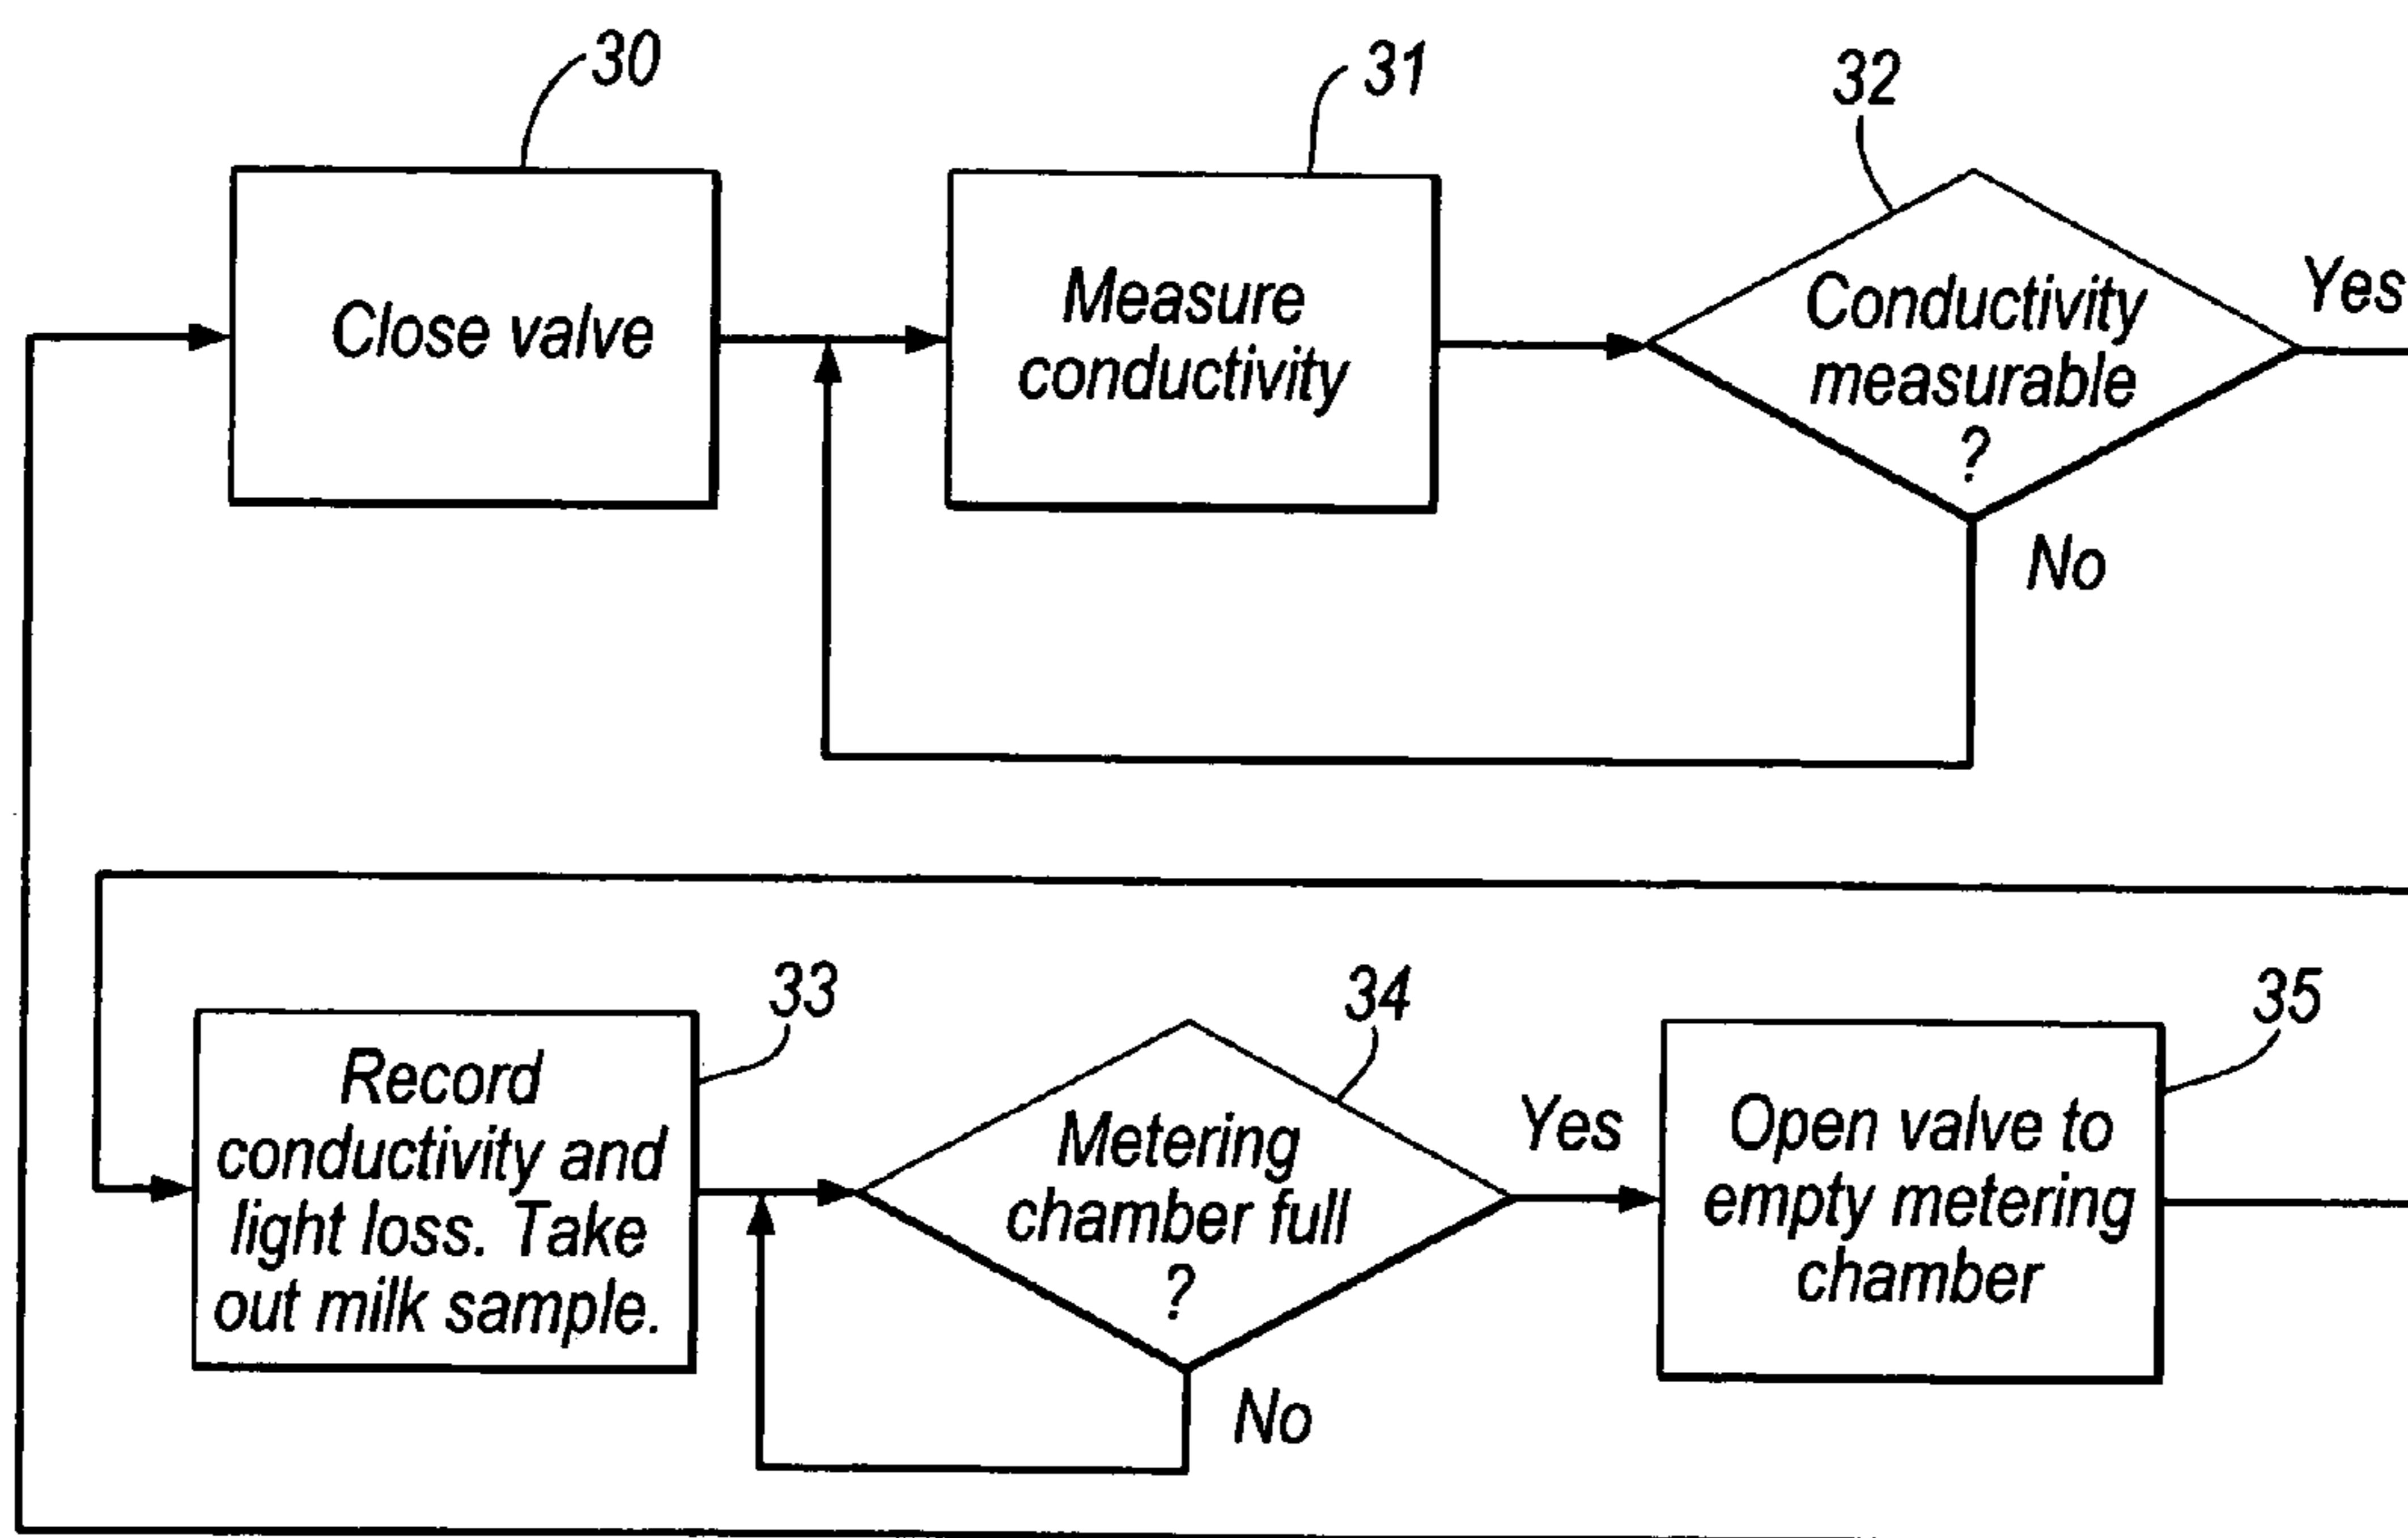 30
31
32
Close valve
Measure
conductivity
Conductivity
measurable
?
Yes
No
33
34
35
Record
conductivity and
light loss. Take
out milk sample.
Metering
chamber full
?
Yes
No
Open valve to
empty metering
chamber